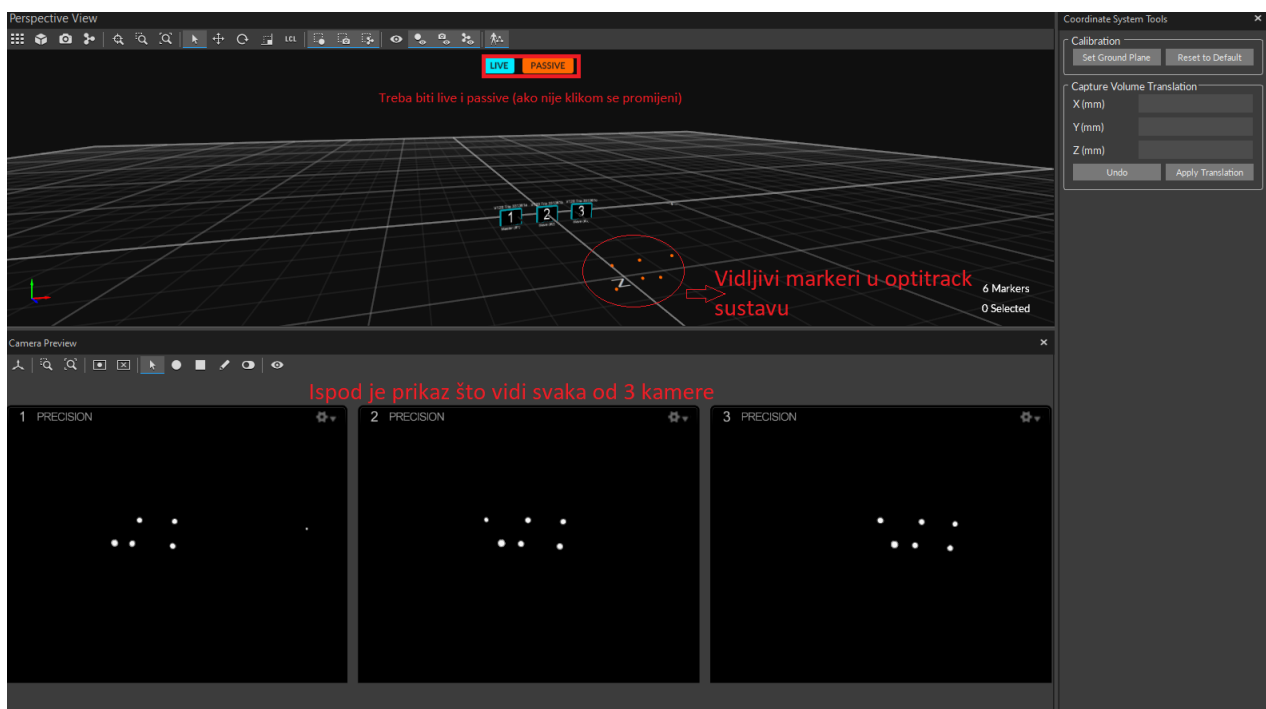 Perspective View
Coordinate System Tools
LCL
Calibration
Set Ground Plane Reset to Default
LIVE PASSIVE
Treba biti live i passive (ako nije klikom se promijeni)
Capture Volume Translation
X (mm)
Y (mm)
Z (mm)
Undo Apply Translation
1 2 3
Z
Vidljivi markeri u optitrack
sustavu
6 Markers
0 Selected
Camera Preview
Ispod je prikaz što vidi svaka od 3 kamere
1 PRECISION
2 PRECISION
3 PRECISION